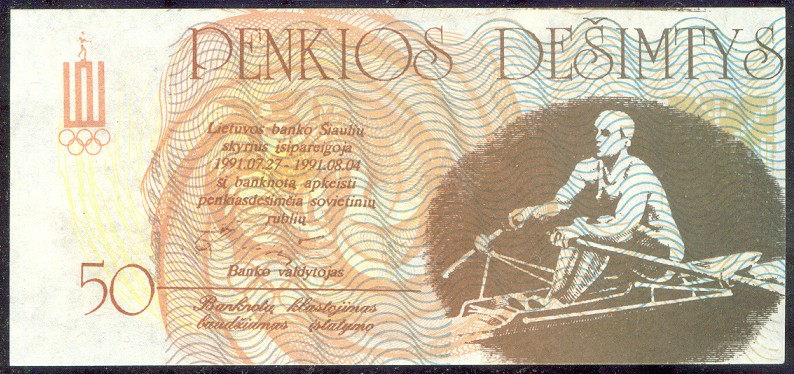 PENKIOS DEŠIMTYS
Lietuvos banko Šiaulių
skyrius įsipareigoja
1991.07.27 - 1991.08.04
šį banknotą apkeisti
penkiasdešimčia sovietinių
rublių
Banko valdytojas
50
Banknotų klastojimas
baudžiamas įstatymo